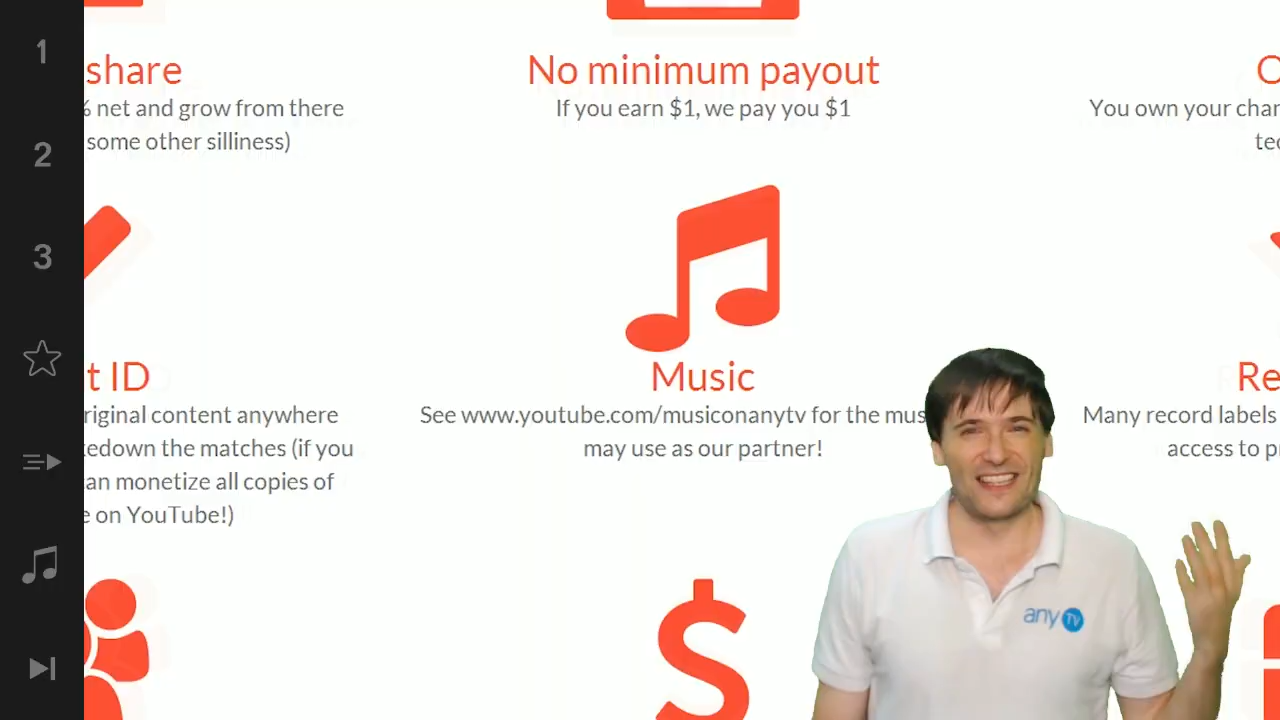 1
2
3
share
% net and grow from there
some other silliness)
No minimum payout
If you earn $1, we pay you $1
You own your
t ID
riginal content anywhere
kedown the matches (if you
an monetize all copies of
e on YouTube!)
Music
See www.youtube.com/musiconanytv for the mus
may use as our partner!
Re
Many record labels
access to p
$
any TV